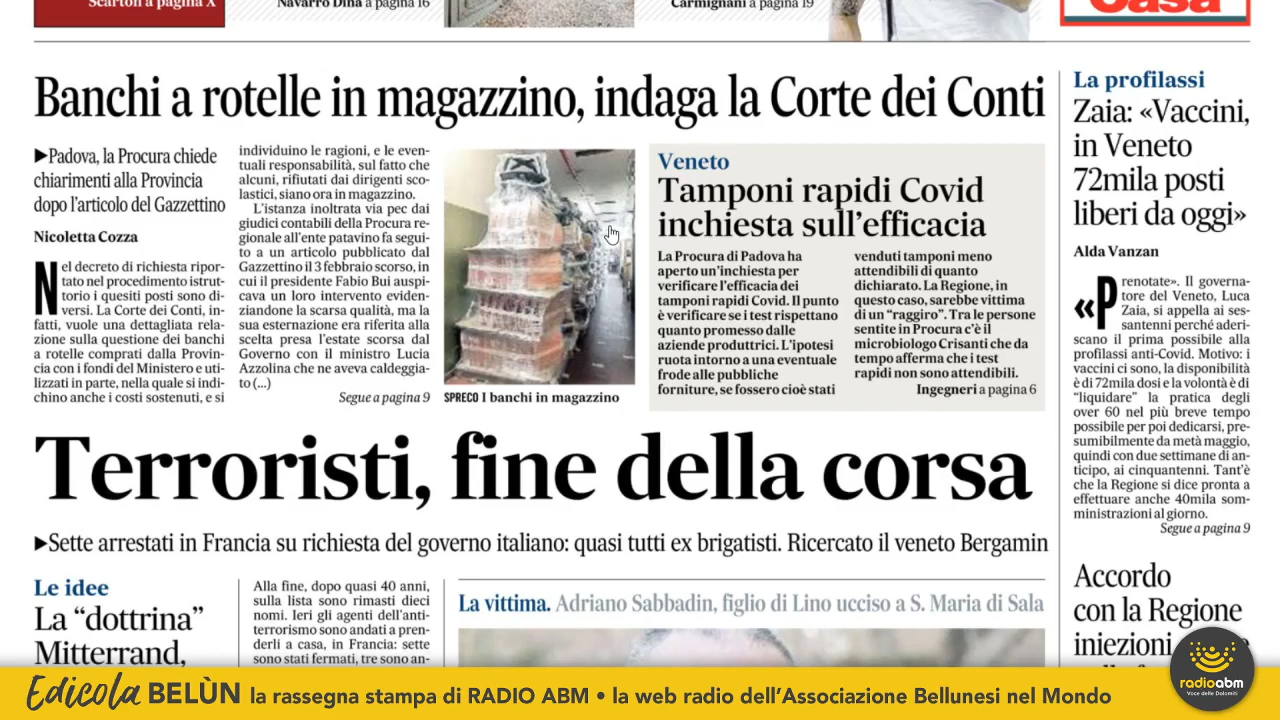 Scarton a pagina X
Navarro Dina a pagina 16
Carmignani a pagina 19
Casa
Banchi a rotelle in magazzino, indaga la Corte dei Conti
▶Padova, la Procura chiede
chiarimenti alla Provincia
dopo l'articolo del Gazzettino
Nicoletta Cozza
Nel decreto di richiesta ripor-
tato nel procedimento istrut-
torio i quesiti posti sono di-
versi. La Corte dei Conti, in-
fatti, vuole una dettagliata rela-
zione sulla questione dei banchi
a rotelle comprati dalla Provin-
cia con i fondi del Ministero e uti-
lizzati in parte, nella quale si indi-
chino anche i costi sostenuti, e si
individuino le ragioni, e le even-
tuali responsabilità, sul fatto che
alcuni, rifiutati dai dirigenti sco-
lastici, siano ora in magazzino.
L'istanza inoltrata via pec dai
giudici contabili della Procura re-
gionale all'ente patavino fa segui-
to a un articolo pubblicato dal
Gazzettino il 3 febbraio scorso, in
cui il presidente Fabio Bui auspi-
cava un loro intervento eviden-
ziandone la scarsa qualità, ma la
sua esternazione era riferita alla
scelta presa l'estate scorsa dal
Governo con il ministro Lucia
Azzolina che ne aveva caldeggia-
to (...)
Segue a pagina 9
SPRECO I banchi in magazzino
Veneto
Tamponi rapidi Covid
inchiesta sull'efficacia
La Procura di Padova ha
aperto un'inchiesta per
verificare l'efficacia dei
tamponi rapidi Covid. Il punto
è verificare se i test rispettano
quanto promesso dalle
aziende produttrici. L'ipotesi
ruota intorno a una eventuale
frode alle pubbliche
forniture, se fossero cioè stati
venduti tamponi meno
attendibili di quanto
dichiarato. La Regione, in
questo caso, sarebbe vittima
di un "raggiro". Tra le persone
sentite in Procura c'è il
microbiologo Crisanti che da
tempo afferma che i test
rapidi non sono attendibili.
Ingegneri a pagina 6
La profilassi
Zaia: «Vaccini,
in Veneto
72mila posti
liberi da oggi»
Alda Vanzan
«Prenotate». Il governa-
tore del Veneto, Luca
Zaia, si appella ai ses-
santenni perché aderi-
scano il prima possibile alla
profilassi anti-Covid. Motivo: i
vaccini ci sono, la disponibilità
è di 72mila dosi e la volontà è di
"liquidare" la pratica degli
over 60 nel più breve tempo
possibile per poi dedicarsi, pre-
sumibilmente da metà maggio,
quindi con due settimane di an-
ticipo, ai cinquantenni. Tant'è
che la Regione si dice pronta a
effettuare anche 40mila som-
ministrazioni al giorno.
Segue a pagina 9
Terroristi, fine della corsa
▶Sette arrestati in Francia su richiesta del governo italiano: quasi tutti ex brigatisti. Ricercato il veneto Bergamin
Le idee
La "dottrina"
Mitterrand,
Alla fine, dopo quasi 40 anni,
sulla lista sono rimasti dieci
nomi. Ieri gli agenti dell'anti-
terrorismo sono andati a pren-
derli a casa, in Francia: sette
sono stati fermati, tre sono an-
La vittima. Adriano Sabbadin, figlio di Lino ucciso a S. Maria di Sala
Accordo
con la Regione
iniezioni
Edicola BELÙN la rassegna stampa di RADIO ABM • la web radio dell'Associazione Bellunesi nel Mondo
radioabm
Voce delle Dolomiti